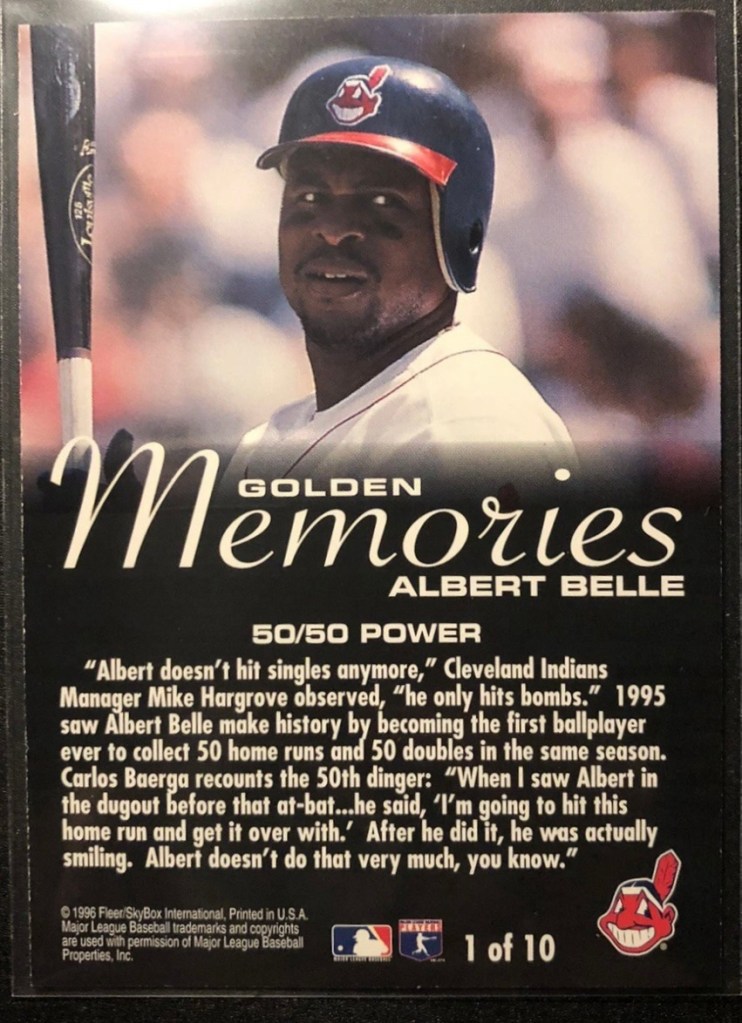 125
Louisville
GOLDEN
Memories
ALBERT BELLE
50/50 POWER
“Albert doesn’t hit singles anymore,” Cleveland Indians
Manager Mike Hargrove observed, “he only hits bombs.” 1995
saw Albert Belle make history by becoming the first ballplayer
ever to collect 50 home runs and 50 doubles in the same season.
Carlos Baerga recounts the 50th dinger: “When I saw Albert in
the dugout before that at-bat...he said, ‘I’m going to hit this
home run and get it over with.’ After he did it, he was actually
smiling. Albert doesn’t do that very much, you know.”
© 1996 Fleer/SkyBox International, Printed in U.S.A.
Major League Baseball trademarks and copyrights
are used with permission of Major League Baseball
Properties, Inc.
MAJOR LEAGUE BASEBALL
PLAYERS
1 of 10
®